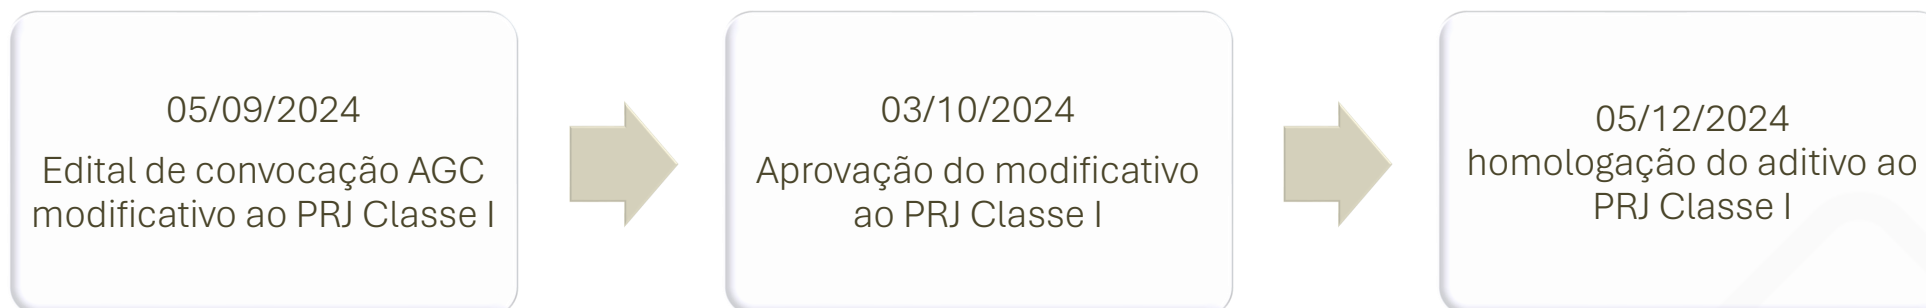 05/09/2024
Edital de convocação AGC
modificativo ao PRJ Classe I
03/10/2024
Aprovação do modificativo
ao PRJ Classe I
05/12/2024
homologação do aditivo ao
PRJ Classe I